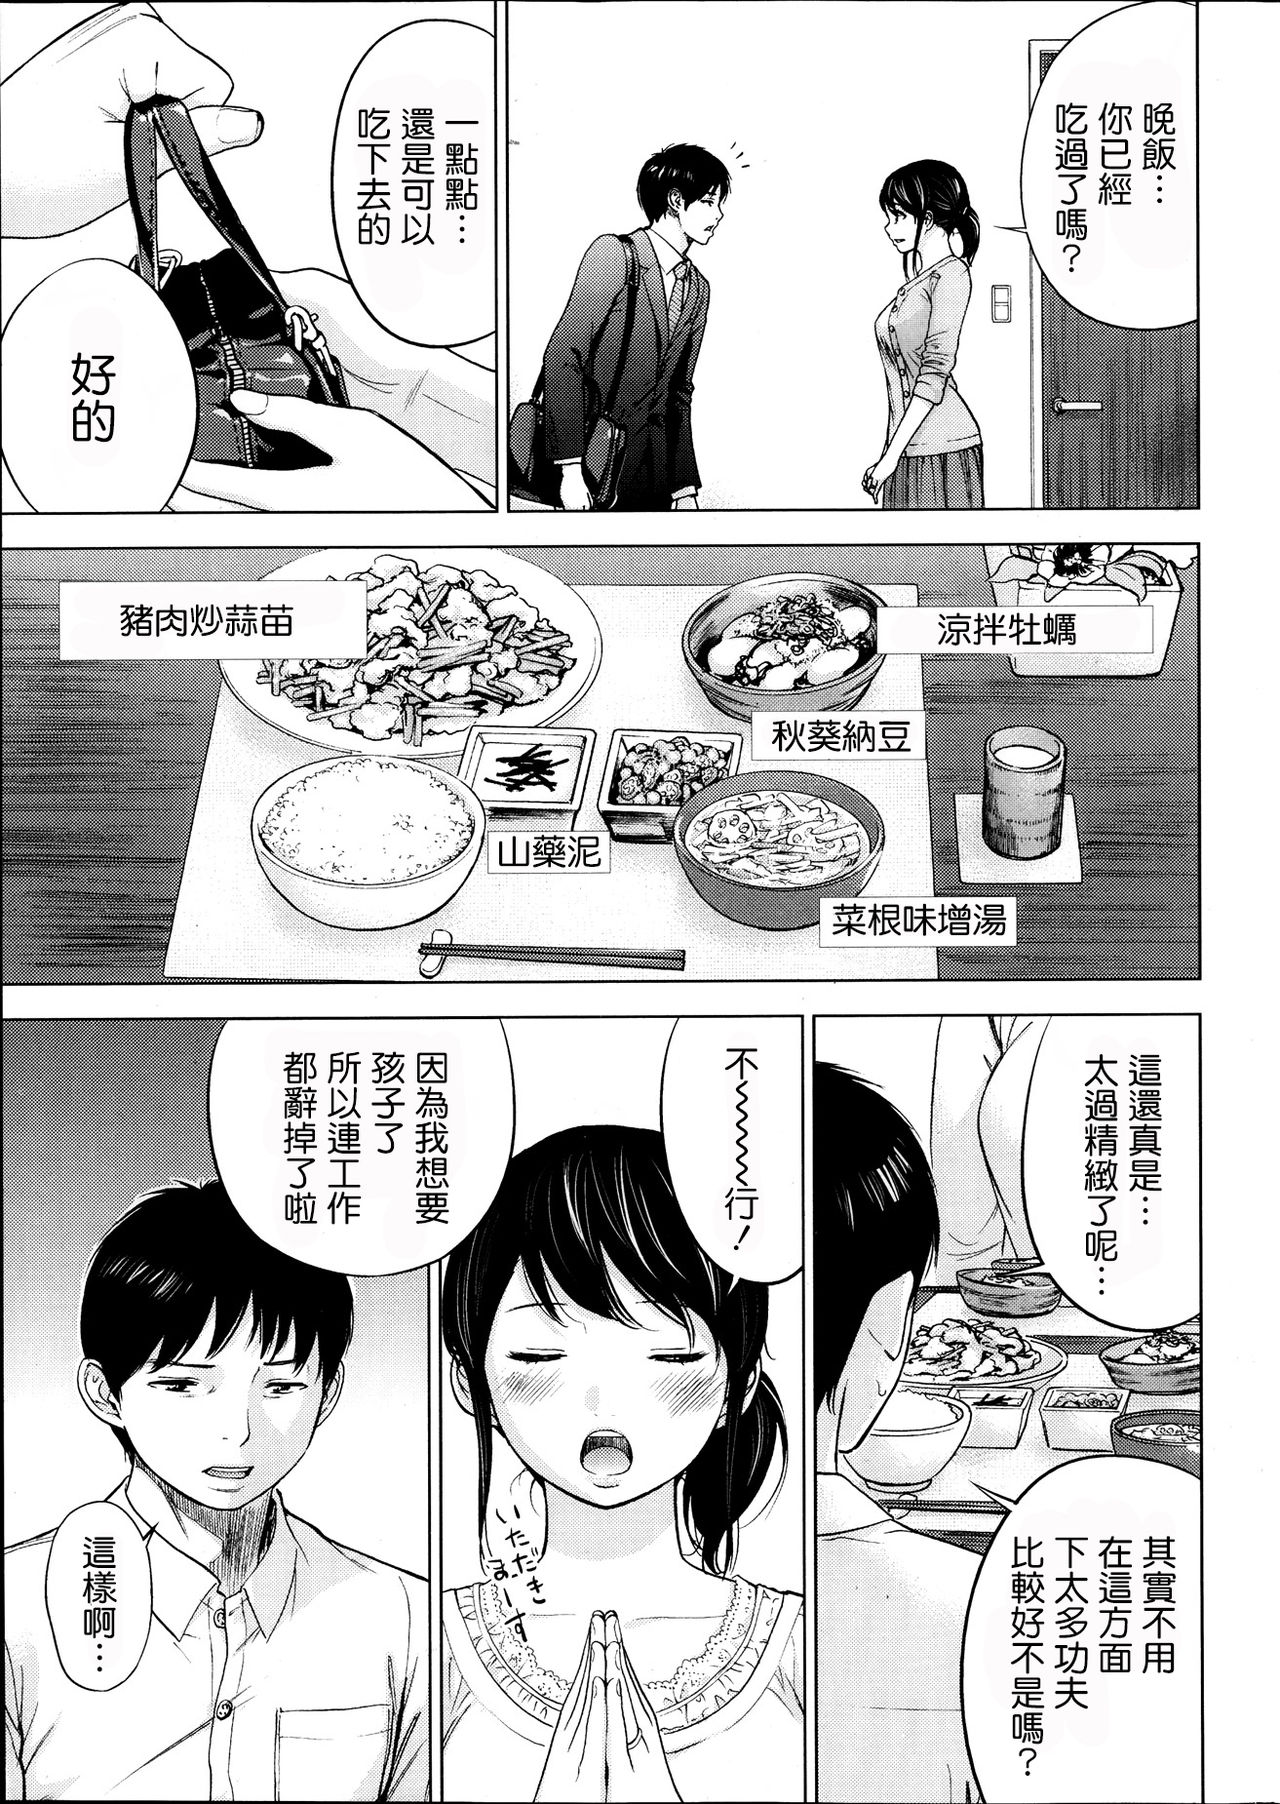 晚飯…
你已經
吃過了嗎？
一點點…
還是可以
吃下去的
好的
豬肉炒蒜苗
涼拌牡蠣
秋葵納豆
山藥泥
菜根味增湯
這還真是…
太過精緻了呢…
其實不用
在這方面
下太多功夫
比較好不是嗎？
不～～～～行！
いただき
まーす
因為我想要
孩子了
所以連工作
都辭掉了啦
這樣啊…